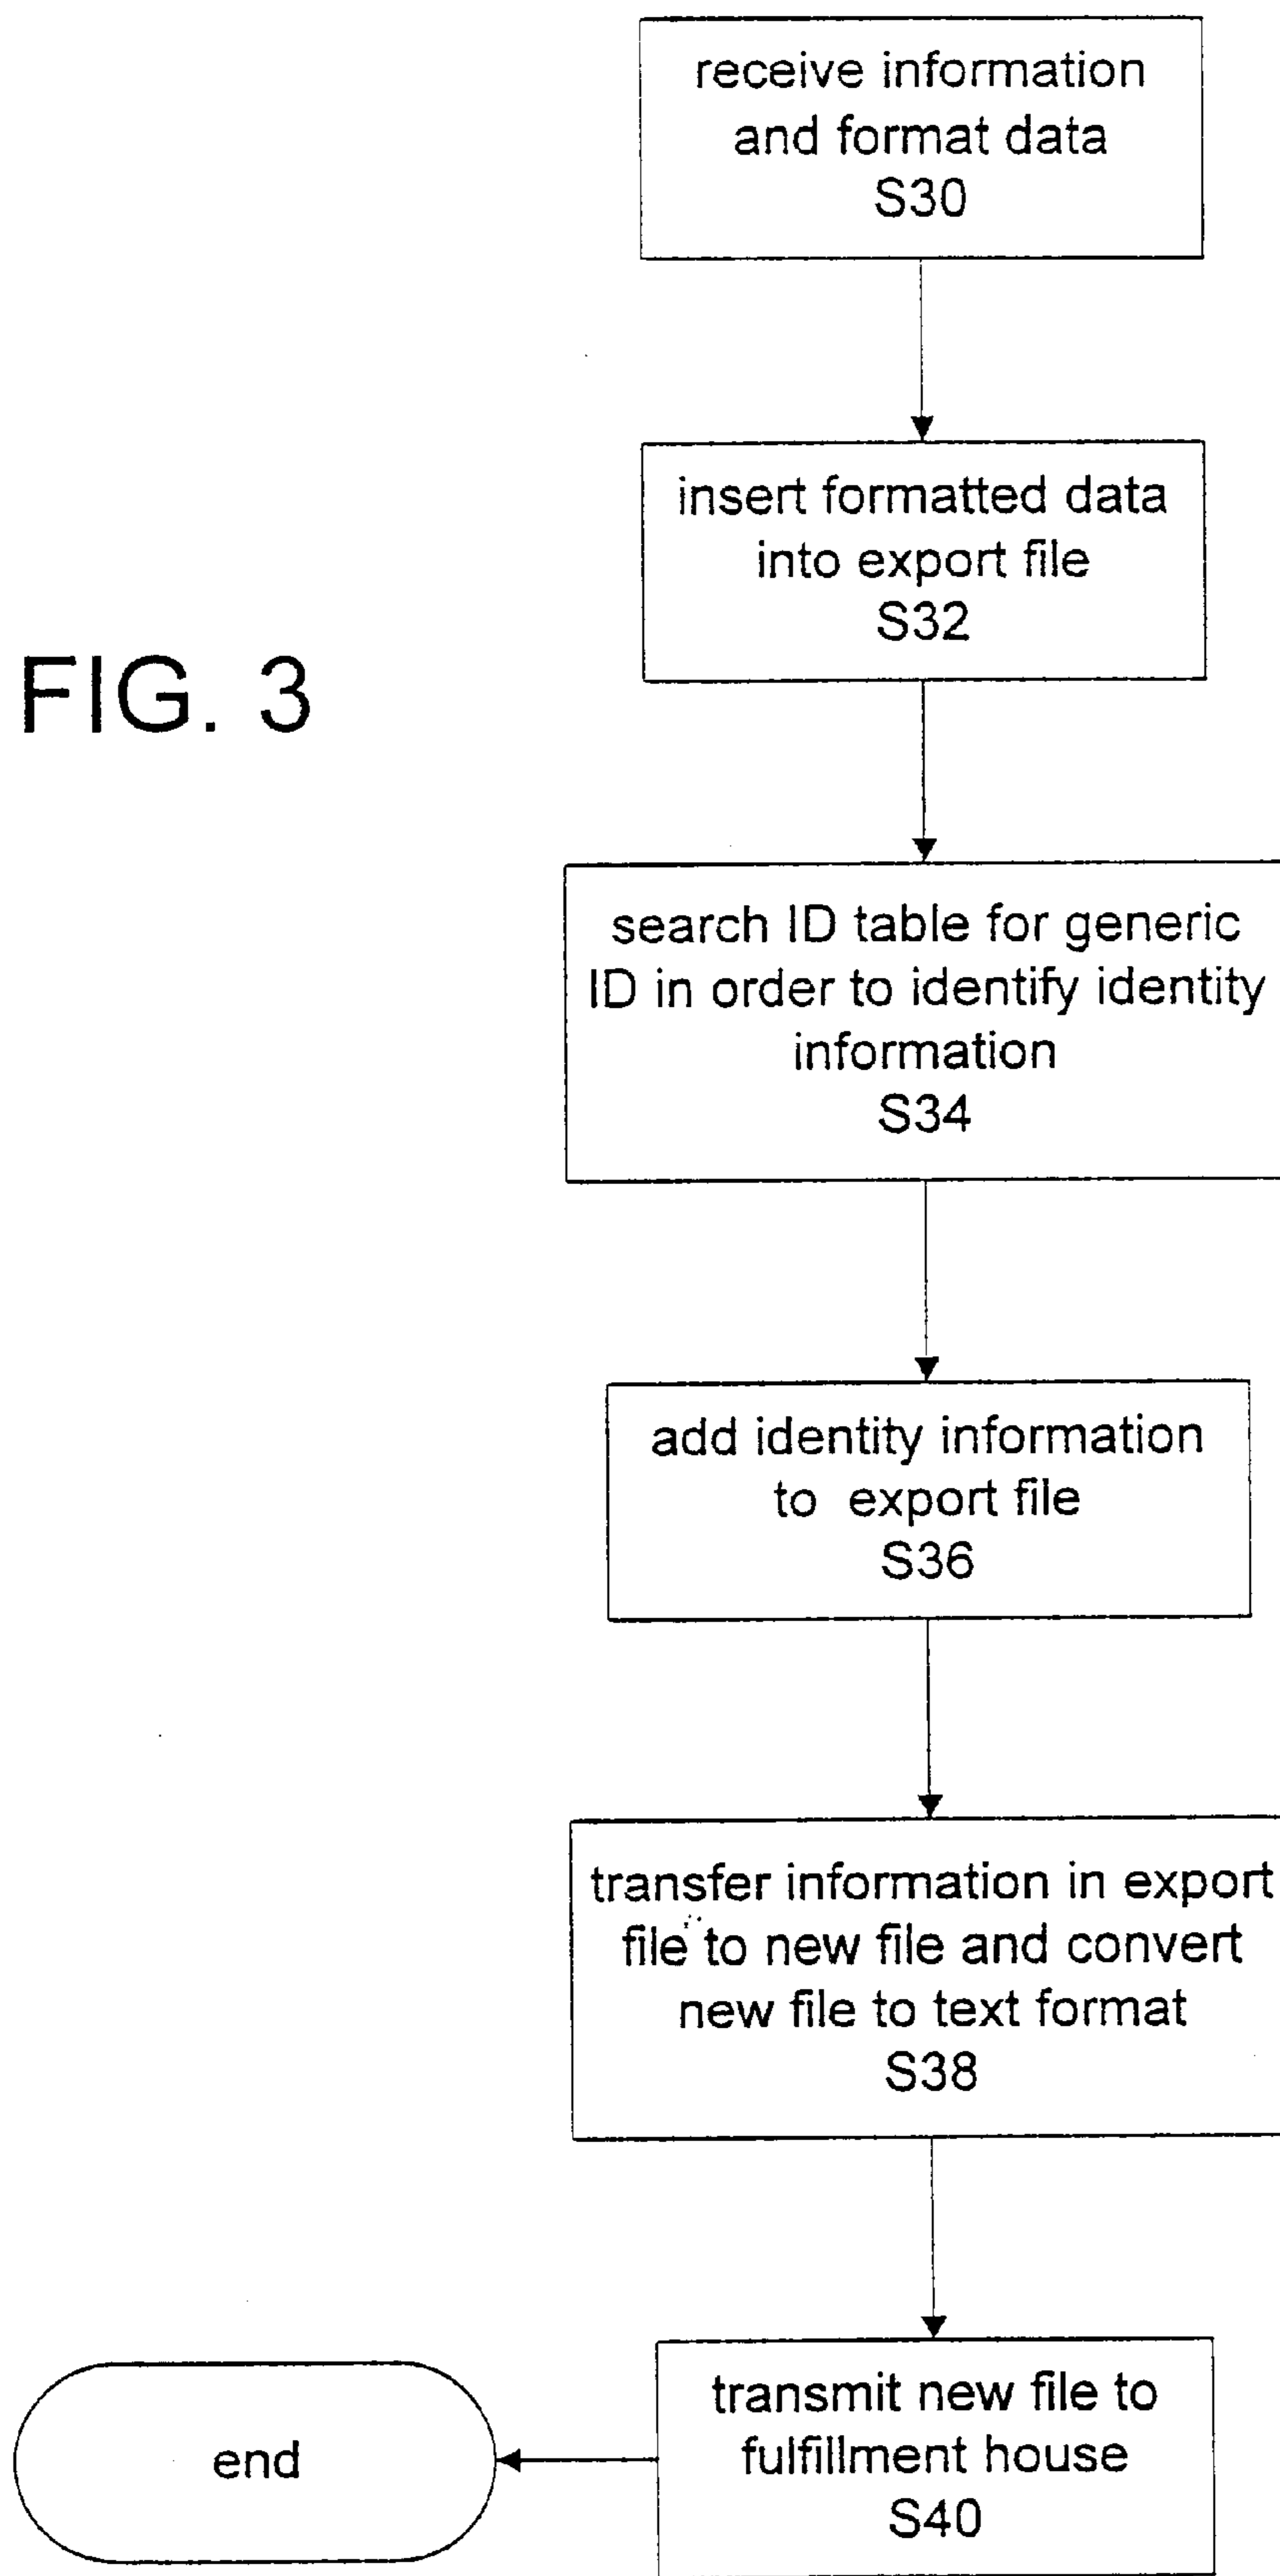 receive information
and format data
S30
insert formatted data
into export file
S32
FIG. 3
search ID table for generic
ID in order to identify identity
information
S34
add identity information
to export file
S36
transfer information in export
file to new file and convert
new file to text format
S38
transmit new file to
fulfillment house
S40
end